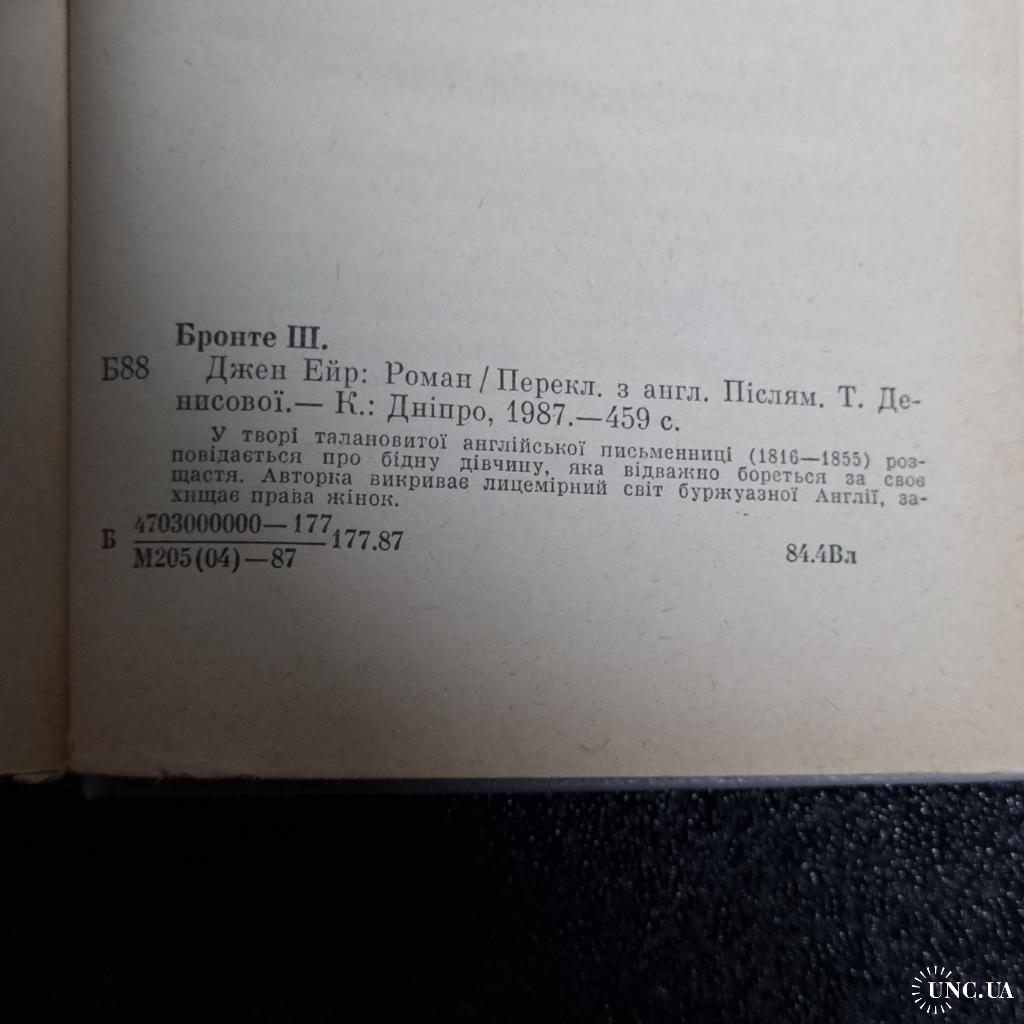 Бронте Ш.
Б88 Джен Ейр: Роман / Перекл. з англ. Післям. Т. Де-
нисової.— К.: Дніпро, 1987.—459 с.
У творі талановитої англійської письменниці (1816—1855) роз-
повідається про бідну дівчину, яка відважно бореться за своє
щастя. Авторка викриває лицемірний світ буржуазної Англії, за-
хищає права жінок.
Б 4703000000—177 177.87
М205(04)—87
84.4Вл
UNC.UA